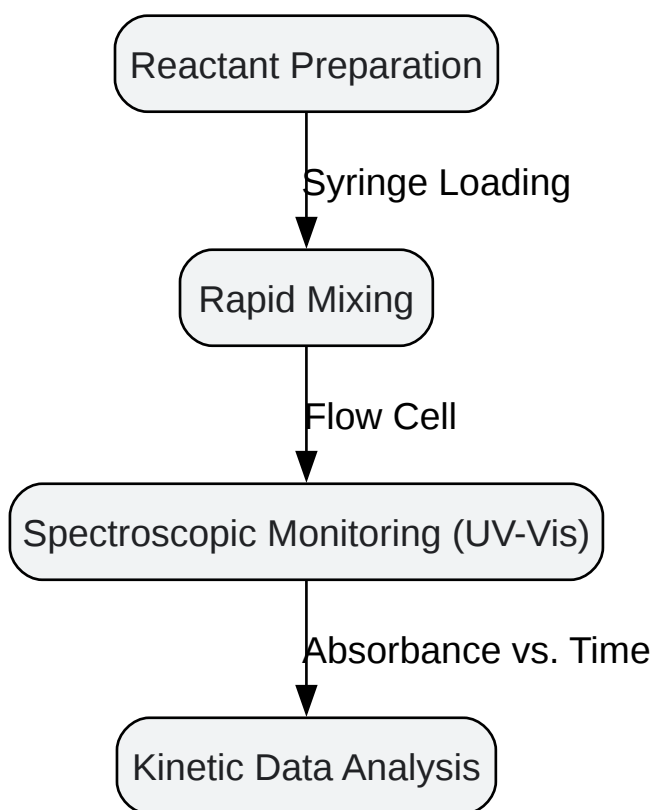 Reactant Preparation
Syringe Loading
Rapid Mixing
Flow Cell
Spectroscopic Monitoring (UV-Vis)
Absorbance vs. Time
Kinetic Data Analysis